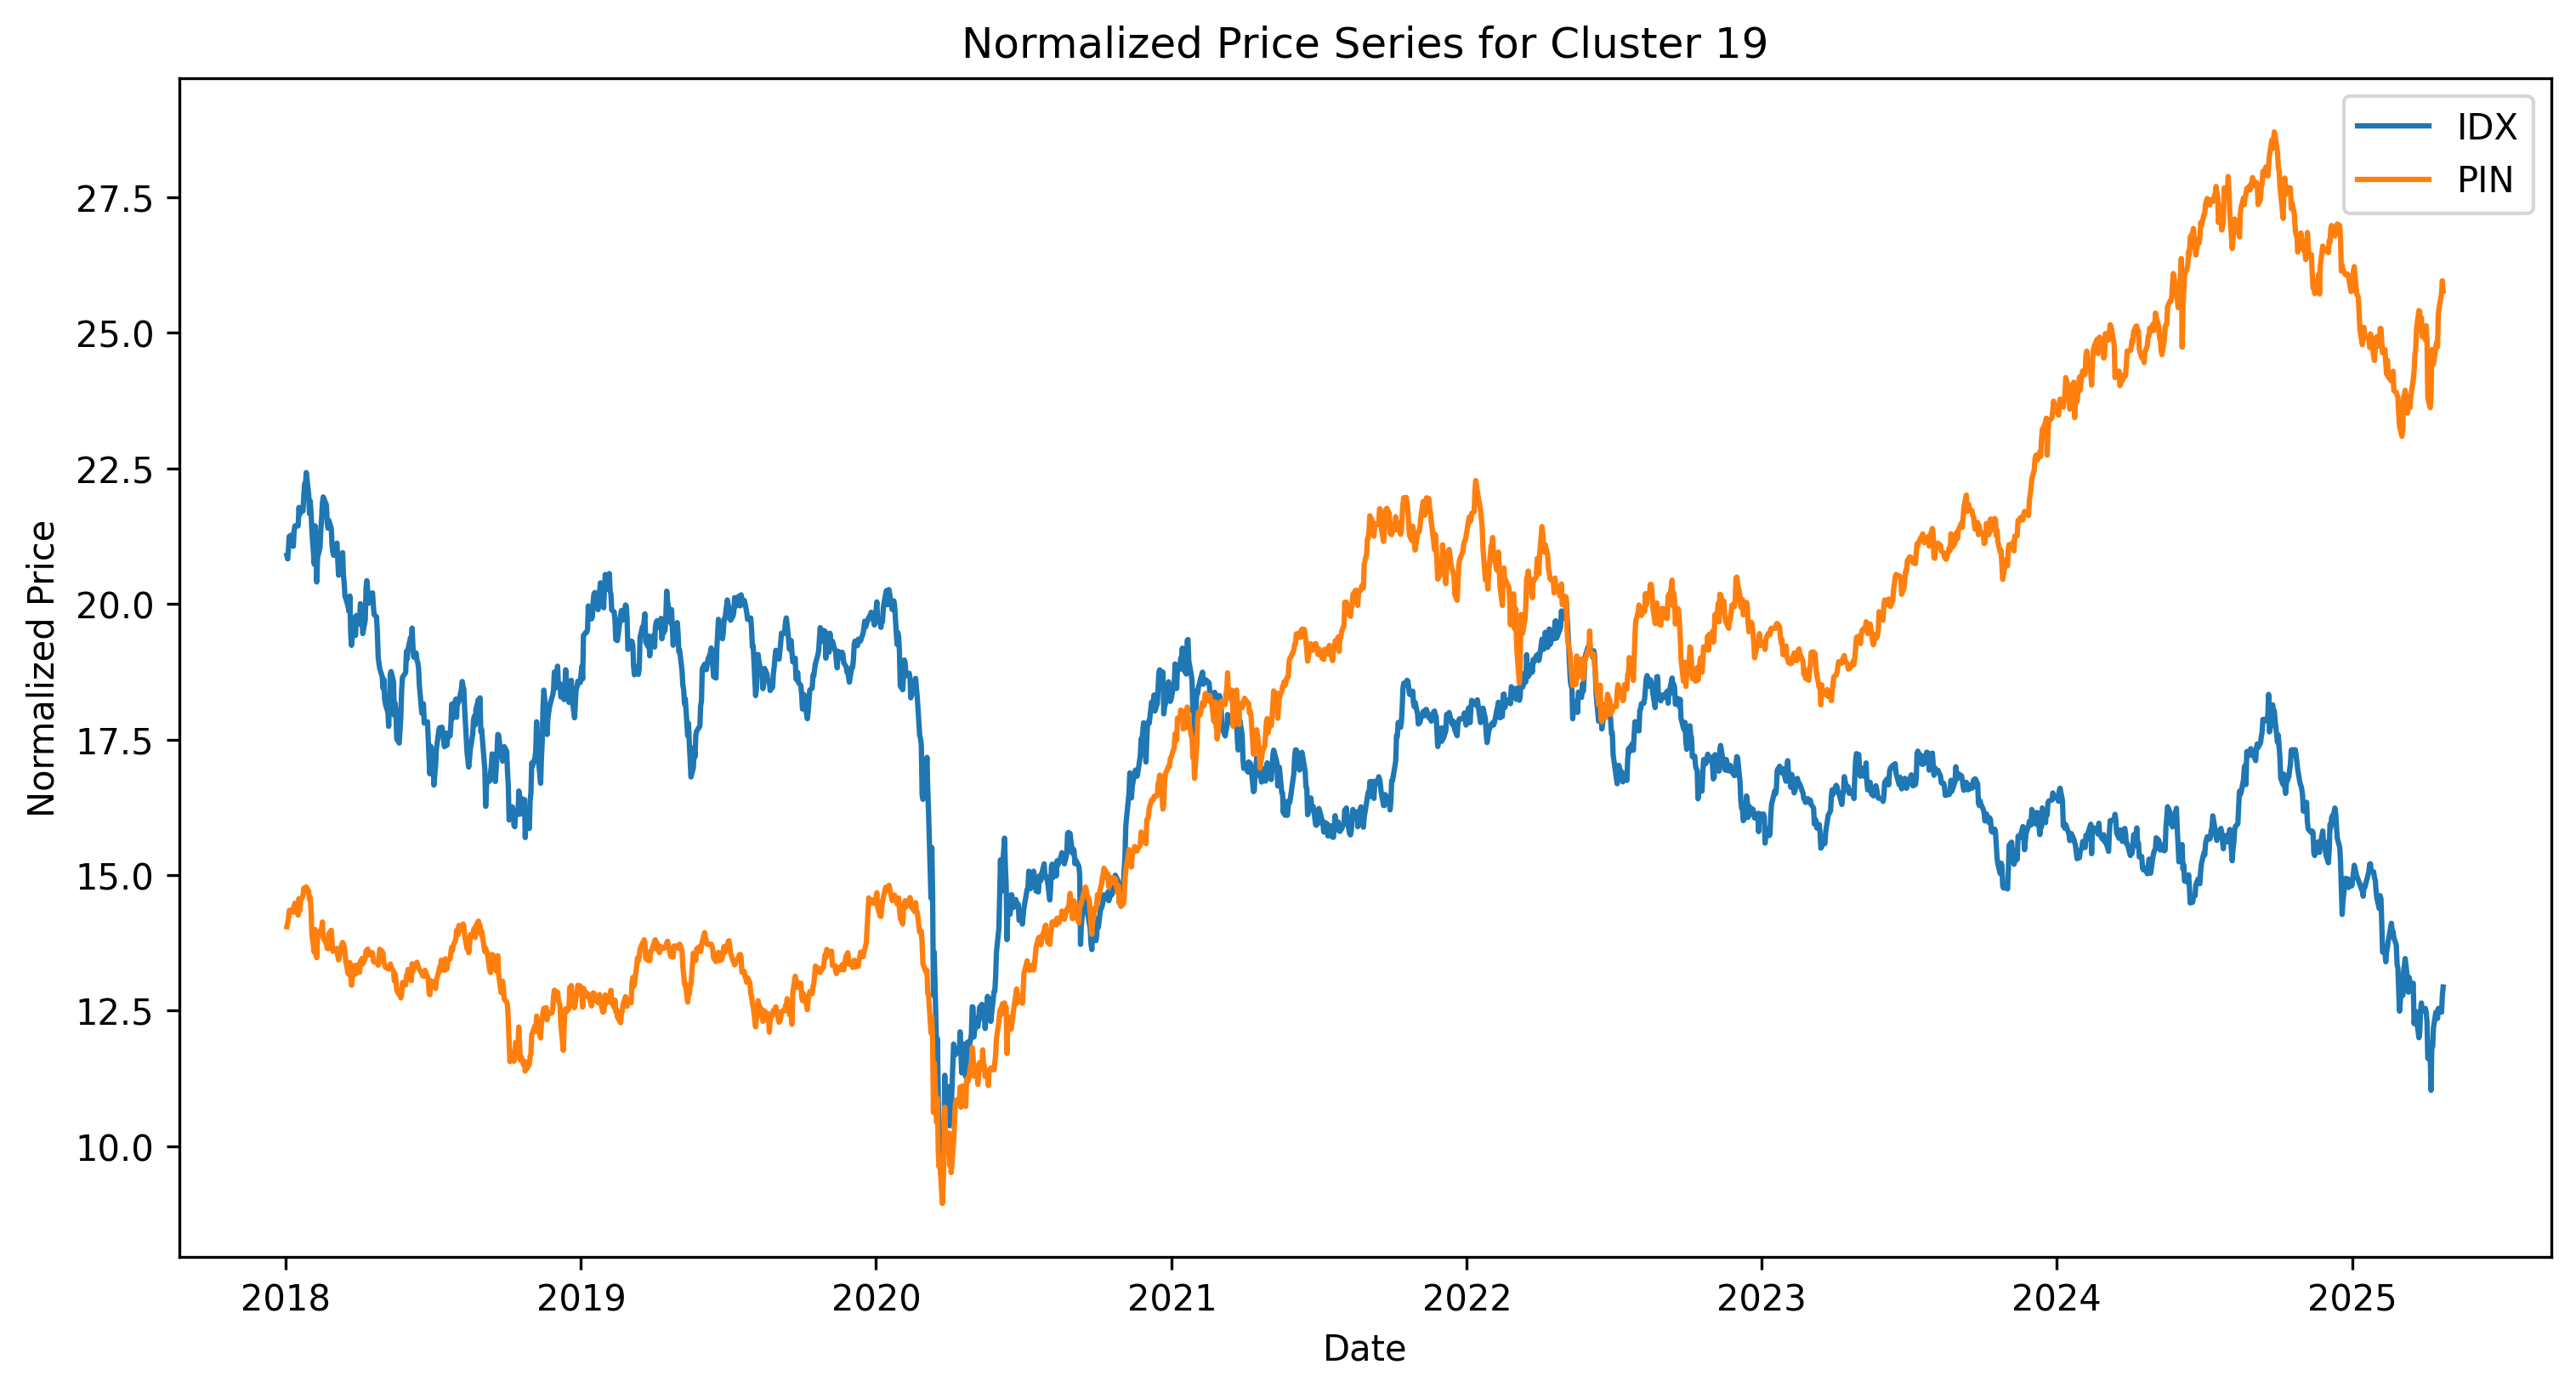 Normalized Price Series for Cluster 19
IDX
PIN
27.5
25.0
22.5
20.0
17.5
15.0
12.5
10.0
Normalized Price
2018 2019 2020 2021 2022 2023 2024 2025
Date